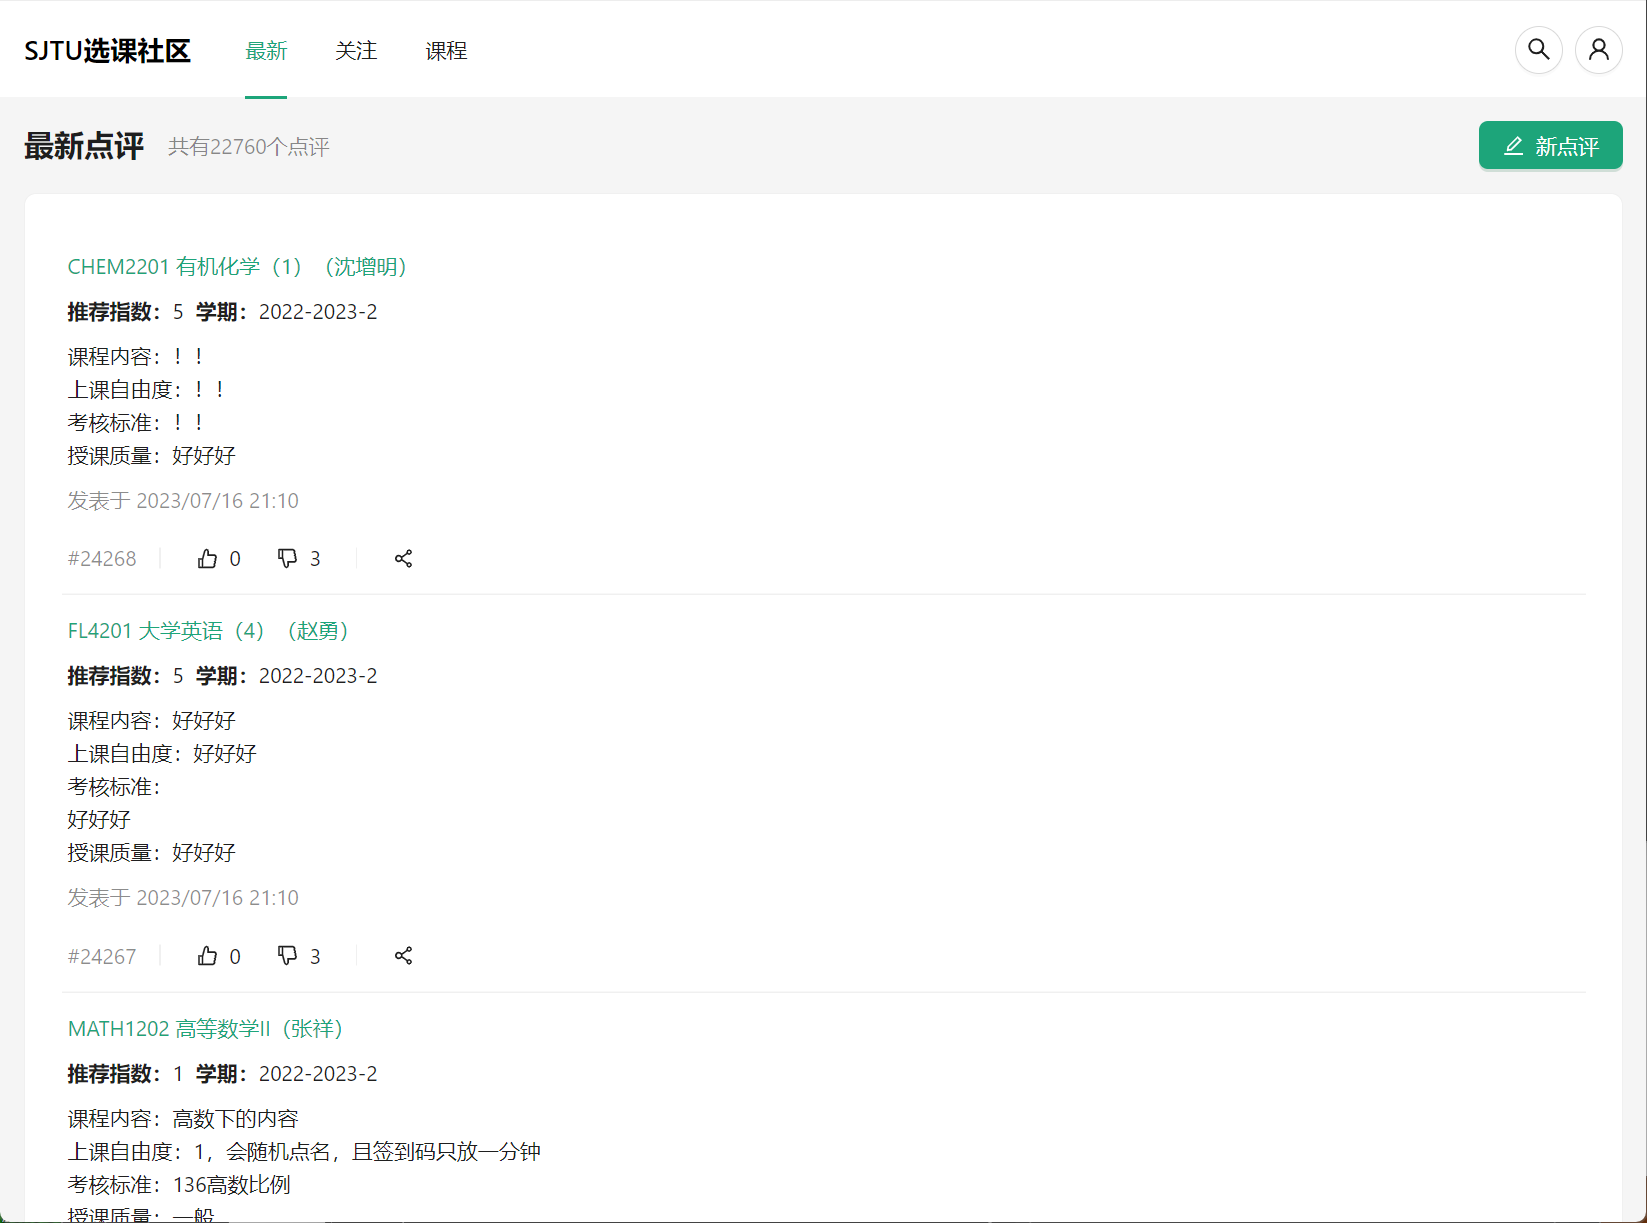 SJTU选课社区 最新 关注 课程
最新点评 共有22760个点评 新点评
CHEM2201 有机化学（1）（沈增明）
推荐指数：5 学期：2022-2023-2
课程内容：！！
上课自由度：！！
考核标准：！！
授课质量：好好好
发表于 2023/07/16 21:10
#24268 0 3
FL4201 大学英语（4）（赵勇）
推荐指数：5 学期：2022-2023-2
课程内容：好好好
上课自由度：好好好
考核标准：
好好好
授课质量：好好好
发表于 2023/07/16 21:10
#24267 0 3
MATH1202 高等数学II（张祥）
推荐指数：1 学期：2022-2023-2
课程内容：高数下的内容
上课自由度：1，会随机点名，且签到码只放一分钟
考核标准：136高数比例
授课质量：一般